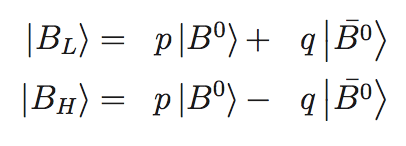 |B_L⟩ = p|B⁰⟩ + q|B̄⁰⟩
|B_H⟩ = p|B⁰⟩ − q|B̄⁰⟩